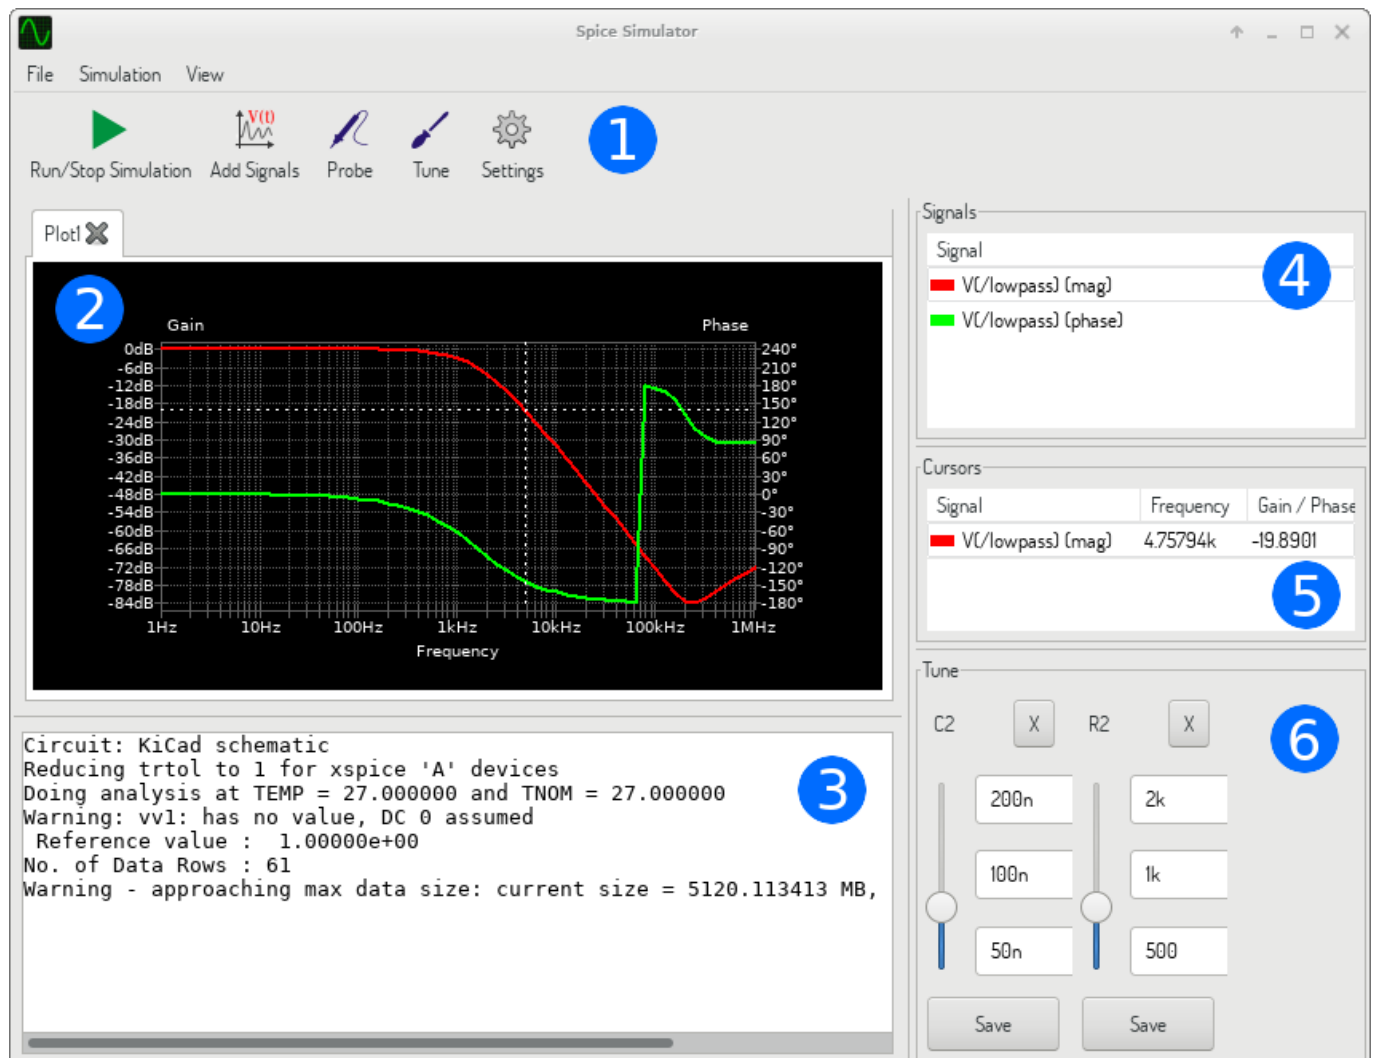 Spice Simulator
File Simulation View
Run/Stop Simulation Add Signals Probe Tune Settings
1
Plot1
2
Gain Phase
0dB 240°
-6dB 210°
-12dB 180°
-18dB 150°
-24dB 120°
-30dB 90°
-36dB 60°
-42dB 30°
-48dB 0°
-54dB -30°
-60dB -60°
-66dB -90°
-72dB -120°
-78dB -150°
-84dB -180°
1Hz 10Hz 100Hz 1kHz 10kHz 100kHz 1MHz
Frequency
Circuit: KiCad schematic
Reducing trtol to 1 for xspice 'A' devices
Doing analysis at TEMP = 27.000000 and TNOM = 27.000000
Warning: vv1: has no value, DC 0 assumed
Reference value : 1.00000e+00
No. of Data Rows : 61
Warning - approaching max data size: current size = 5120.113413 MB,
3
Signals
Signal
V(/lowpass) (mag)
V(/lowpass) (phase)
4
Cursors
Signal Frequency Gain / Phase
V(/lowpass) (mag) 4.75794k -19.8901
5
Tune
C2 X R2 X
6
200n 2k
100n 1k
50n 500
Save Save